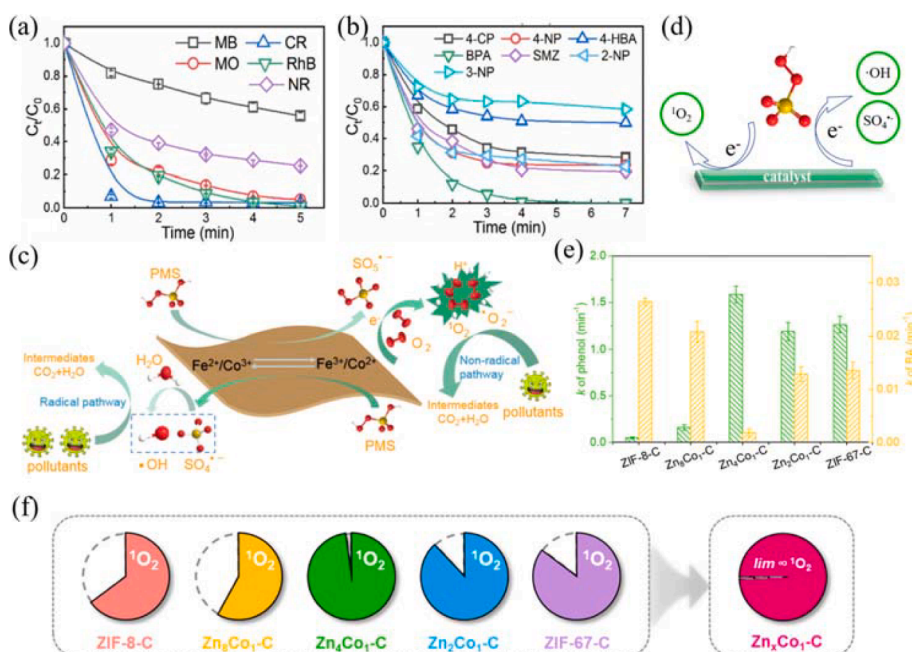 (a)
MB
CR
MO
RhB
NR
Ct/C0
1.0
0.8
0.6
0.4
0.2
0.0
0 1 2 3 4 5
Time (min)
(b)
4-CP
4-NP
4-HBA
BPA
SMZ
2-NP
3-NP
Ct/C0
1.0
0.8
0.6
0.4
0.2
0.0
0 1 2 3 4 5 6 7
Time (min)
(d)
·OH
¹O₂
SO₄•-
e-
e-
catalyst
(c)
PMS
SO₅•-
H⁺
e-
¹O₂
•O₂-
O₂
Fe²⁺/Co³⁺
Fe³⁺/Co²⁺
Intermediates
CO₂+H₂O
H₂O
Radical pathway
Non-radical
pathway
pollutants
•OH
SO₄•-
PMS
Intermediates
CO₂+H₂O
pollutants
(e)
k of phenol (min⁻¹)
2.0
1.5
1.0
0.5
0.0
0.03
0.02
0.01
0.00
k of BA (min⁻¹)
ZIF-8-C
Zn₈Co₁-C
Zn₄Co₁-C
Zn₂Co₁-C
ZIF-67-C
(f)
¹O₂
¹O₂
¹O₂
¹O₂
¹O₂
lim ∞ ¹O₂
ZIF-8-C
Zn₈Co₁-C
Zn₄Co₁-C
Zn₂Co₁-C
ZIF-67-C
ZnₓCo₁-C